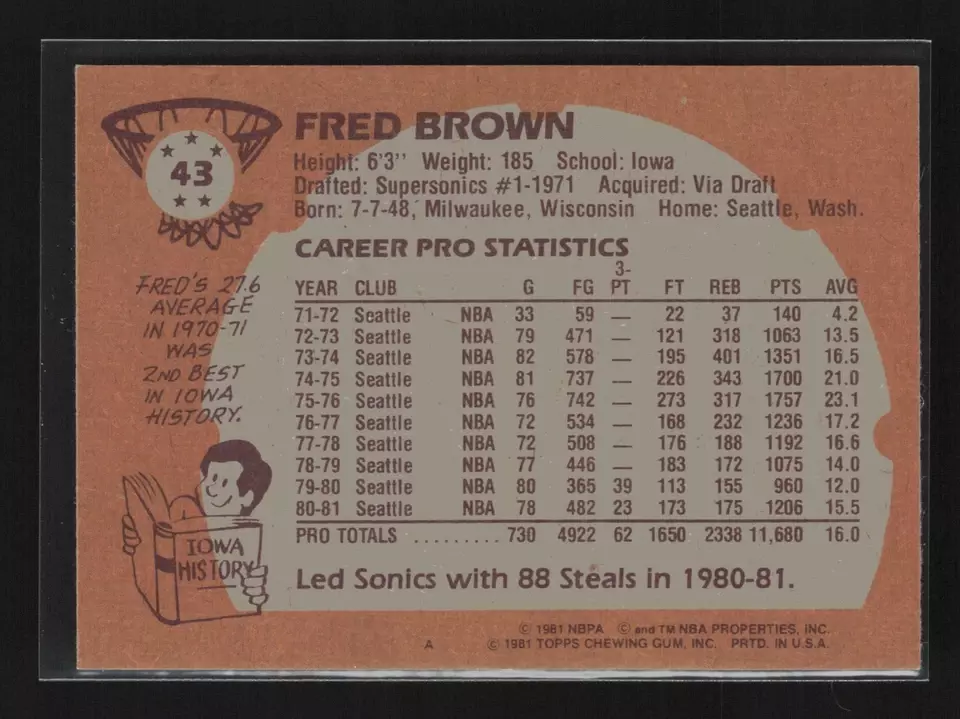 43
FRED BROWN
Height: 6'3'' Weight: 185 School: Iowa
Drafted: Supersonics #1-1971 Acquired: Via Draft
Born: 7-7-48, Milwaukee, Wisconsin Home: Seattle, Wash.
CAREER PRO STATISTICS
YEAR CLUB G FG 3-PT FT REB PTS AVG
71-72 Seattle NBA 33 59 — 22 37 140 4.2
72-73 Seattle NBA 79 471 — 121 318 1063 13.5
73-74 Seattle NBA 82 578 — 195 401 1351 16.5
74-75 Seattle NBA 81 737 — 226 343 1700 21.0
75-76 Seattle NBA 76 742 — 273 317 1757 23.1
76-77 Seattle NBA 72 534 — 168 232 1236 17.2
77-78 Seattle NBA 72 508 — 176 188 1192 16.6
78-79 Seattle NBA 77 446 — 183 172 1075 14.0
79-80 Seattle NBA 80 365 39 113 155 960 12.0
80-81 Seattle NBA 78 482 23 173 175 1206 15.5
PRO TOTALS ......... 730 4922 62 1650 2338 11,680 16.0
Led Sonics with 88 Steals in 1980-81.
FRED'S 27.6
AVERAGE
IN 1970-71
WAS
2ND BEST
IN IOWA
HISTORY.
IOWA
HISTORY
© 1981 NBPA © and TM NBA PROPERTIES, INC.
A © 1981 TOPPS CHEWING GUM, INC. PRTD. IN U.S.A.